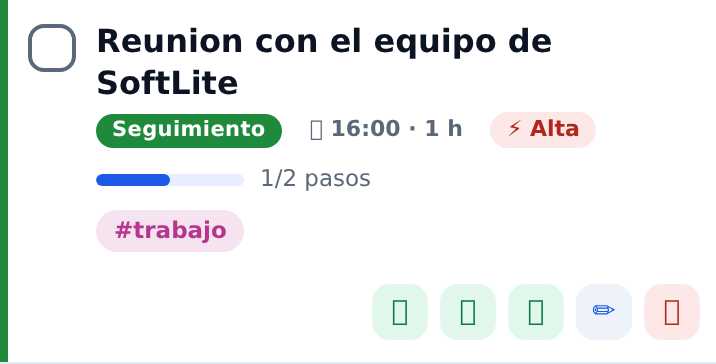 Reunion con el equipo de
SoftLite
Seguimiento
16:00 · 1 h
⚡ Alta
1/2 pasos
#trabajo